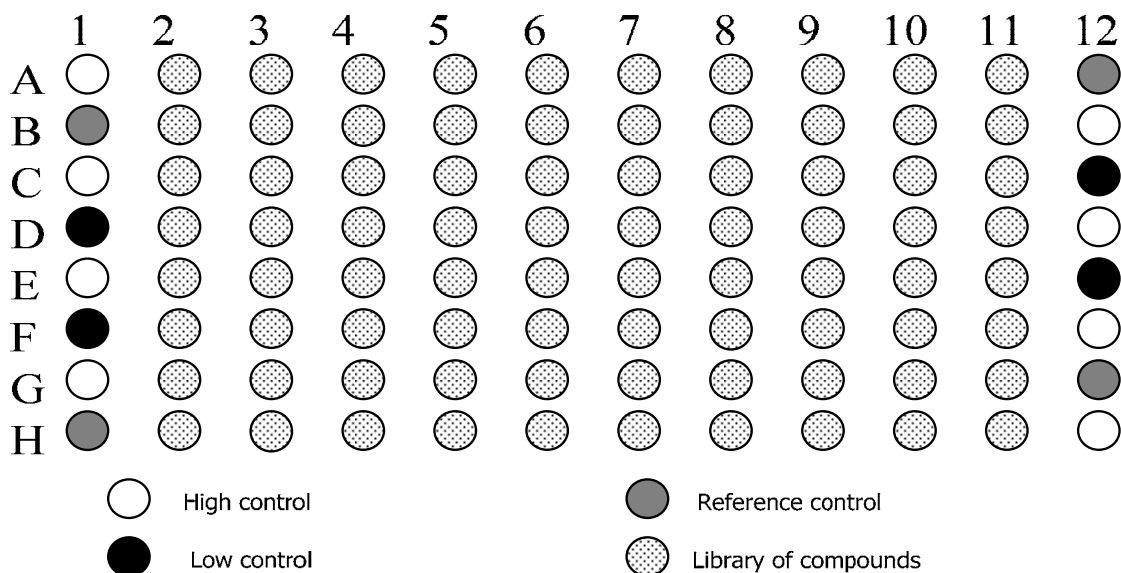 1 2 3 4 5 6 7 8 9 10 11 12
A
B
C
D
E
F
G
H
High control Reference control
Low control Library of compounds